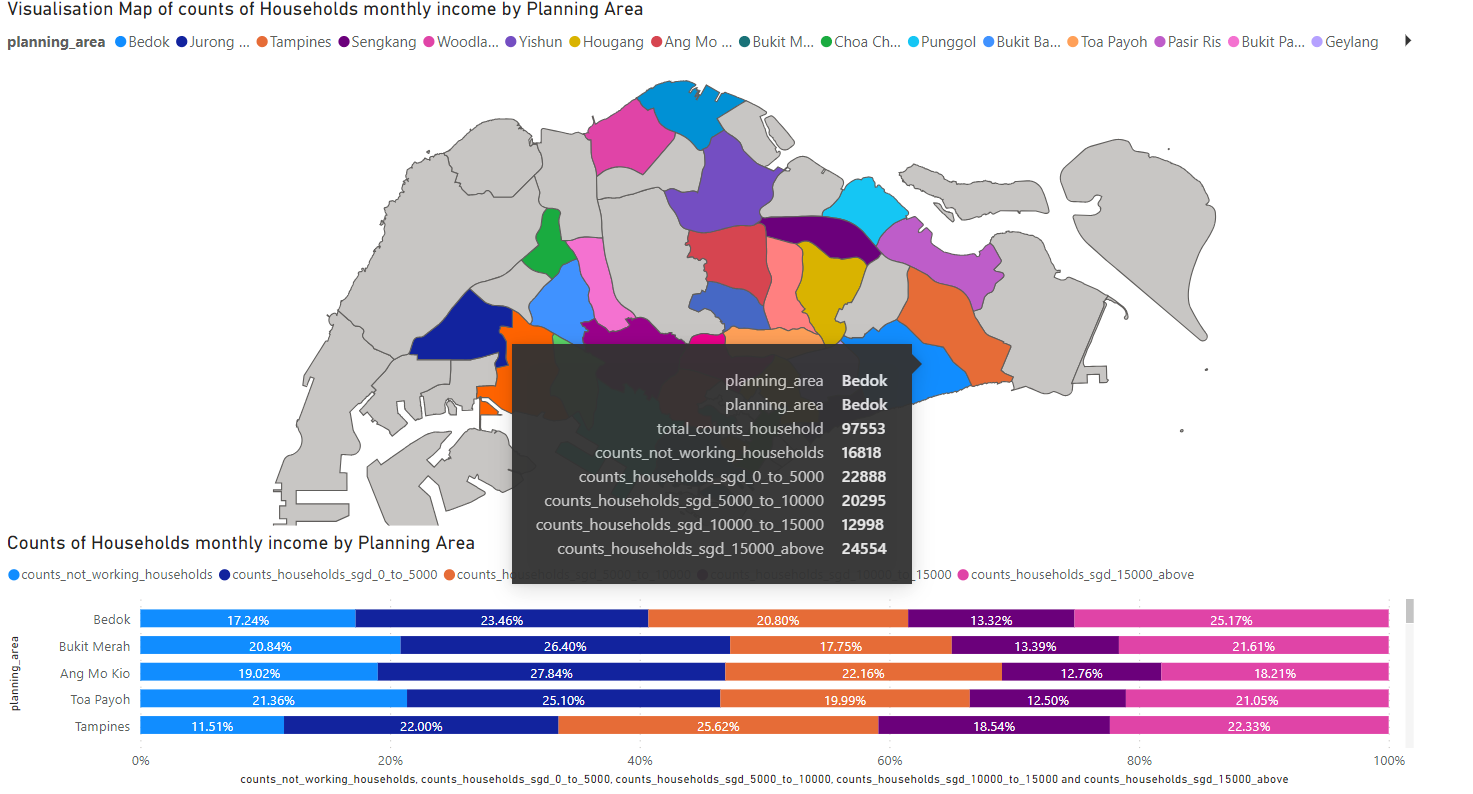 Visualisation Map of counts of Households monthly income by Planning Area
planning_area Bedok Jurong ... Tampines Sengkang Woodla... Yishun Hougang Ang Mo ... Bukit M... Choa Ch... Punggol Bukit Ba... Toa Payoh Pasir Ris Bukit Pa... Geylang
planning_area Bedok
planning_area Bedok
total_counts_household 97553
counts_not_working_households 16818
counts_households_sgd_0_to_5000 22888
counts_households_sgd_5000_to_10000 20295
counts_households_sgd_10000_to_15000 12998
counts_households_sgd_15000_above 24554
Counts of Households monthly income by Planning Area
counts_not_working_households counts_households_sgd_0_to_5000 counts_households_sgd_5000_to_10000 counts_households_sgd_10000_to_15000 counts_households_sgd_15000_above
planning_area
Bedok 17.24% 23.46% 20.80% 13.32% 25.17%
Bukit Merah 20.84% 26.40% 17.75% 13.39% 21.61%
Ang Mo Kio 19.02% 27.84% 22.16% 12.76% 18.21%
Toa Payoh 21.36% 25.10% 19.99% 12.50% 21.05%
Tampines 11.51% 22.00% 25.62% 18.54% 22.33%
0% 20% 40% 60% 80% 100%
counts_not_working_households, counts_households_sgd_0_to_5000, counts_households_sgd_5000_to_10000, counts_households_sgd_10000_to_15000 and counts_households_sgd_15000_above